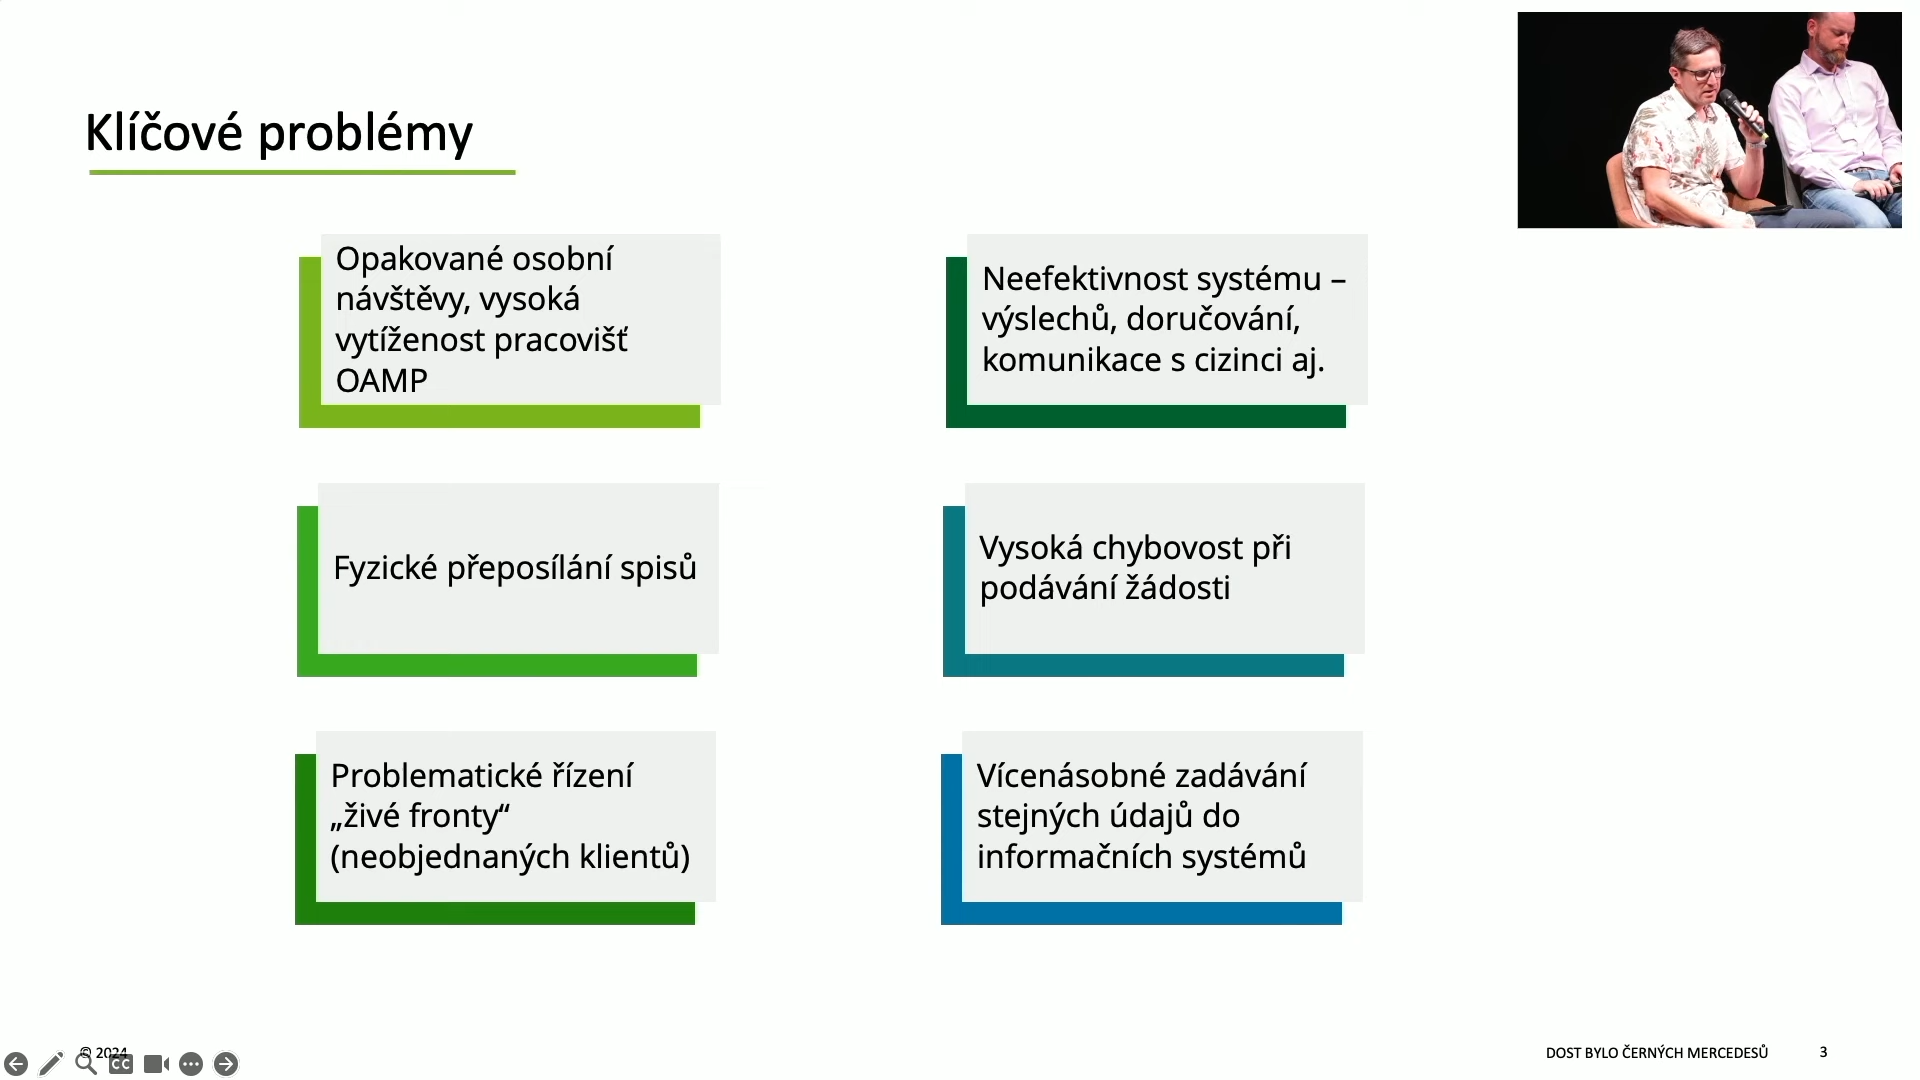 Klíčové problémy
Opakované osobní
návštěvy, vysoká
vytíženost pracovišť
OAMP
Neefektivnost systému –
výslechů, doručování,
komunikace s cizinci aj.
Fyzické přeposílání spisů
Vysoká chybovost při
podávání žádosti
Problematické řízení
„živé fronty“
(neobjednaných klientů)
Vícenásobné zadávání
stejných údajů do
informačních systémů
© 2024
CC
DOST BYLO ČERNÝCH MERCEDESŮ
3